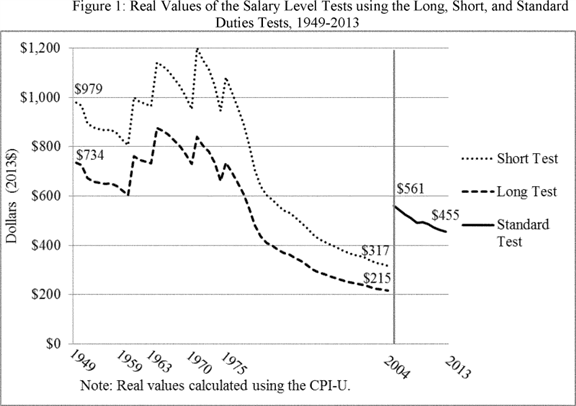 Figure 1: Real Values of the Salary Level Tests using the Long, Short, and Standard
Duties Tests, 1949-2013
Dollars (2013$)
$1,200
$1,000
$800
$600
$400
$200
$0
$979
$734
$561
$455
$317
$215
Short Test
Long Test
Standard
Test
1949
1959
1963
1970
1975
2004
2013
Note: Real values calculated using the CPI-U.